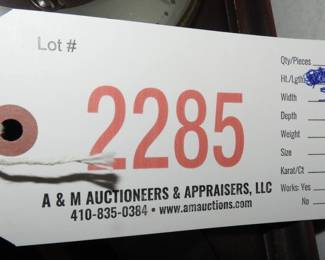 Lot #
2285
A & M AUCTIONEERS & APPRAISERS, LLC
410-835-0384 • www.amauctions.com
Qty/Pieces
Ht./Lgth
Width
Depth
Weight
Size
Karat/Ct
Works: Yes
No